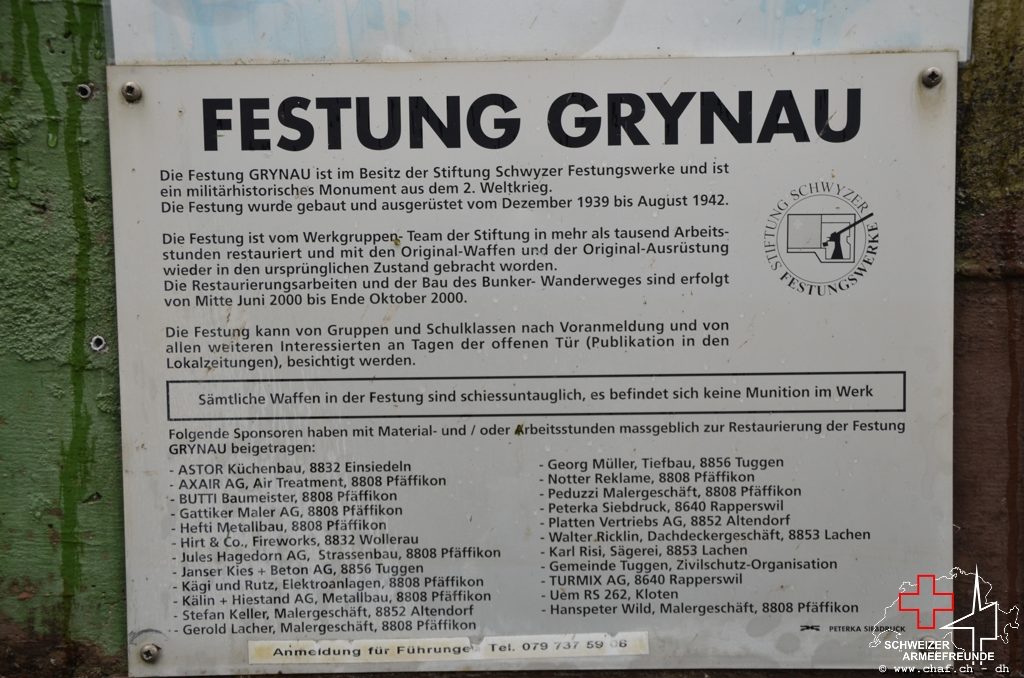 FESTUNG GRYNAU
Die Festung GRYNAU ist im Besitz der Stiftung Schwyzer Festungswerke und ist
ein militärhistorisches Monument aus dem 2. Weltkrieg.
Die Festung wurde gebaut und ausgerüstet vom Dezember 1939 bis August 1942.
Die Festung ist vom Werkgruppen- Team der Stiftung in mehr als tausend Arbeits-
stunden restauriert und mit den Original-Waffen und der Original-Ausrüstung
wieder in den ursprünglichen Zustand gebracht worden.
Die Restaurierungsarbeiten und der Bau des Bunker- Wanderweges sind erfolgt
von Mitte Juni 2000 bis Ende Oktober 2000.
Die Festung kann von Gruppen und Schulklassen nach Voranmeldung und von
allen weiteren Interessierten an Tagen der offenen Tür (Publikation in den
Lokalzeitungen), besichtigt werden.
STIFTUNG SCHWYZER
FESTUNGSWERKE
Sämtliche Waffen in der Festung sind schiessuntauglich, es befindet sich keine Munition im Werk
Folgende Sponsoren haben mit Material- und / oder Arbeitsstunden massgeblich zur Restaurierung der Festung
GRYNAU beigetragen:
- ASTOR Küchenbau, 8832 Einsiedeln
- AXAIR AG, Air Treatment, 8808 Pfäffikon
- BUTTI Baumeister, 8808 Pfäffikon
- Gattiker Maler AG, 8808 Pfäffikon
- Hefti Metallbau, 8808 Pfäffikon
- Hirt & Co., Fireworks, 8832 Wollerau
- Jules Hagedorn AG, Strassenbau, 8808 Pfäffikon
- Janser Kies + Beton AG, 8856 Tuggen
- Kägi und Rutz, Elektroanlagen, 8808 Pfäffikon
- Kälin + Hiestand AG, Metallbau, 8808 Pfäffikon
- Stefan Keller, Malergeschäft, 8852 Altendorf
- Gerold Lacher, Malergeschäft, 8808 Pfäffikon
- Georg Müller, Tiefbau, 8856 Tuggen
- Notter Reklame, 8808 Pfäffikon
- Peduzzi Malergeschäft, 8808 Pfäffikon
- Peterka Siebdruck, 8640 Rapperswil
- Platten Vertriebs AG, 8852 Altendorf
- Walter Ricklin, Dachdeckergeschäft, 8853 Lachen
- Karl Risi, Sägerei, 8853 Lachen
- Gemeinde Tuggen, Zivilschutz-Organisation
- TURMIX AG, 8640 Rapperswil
- Uem RS 262, Kloten
- Hanspeter Wild, Malergeschäft, 8808 Pfäffikon
PETERKA SIEBDRUCK
Anmeldung für Führungen Tel. 079 737 59 06
SCHWEIZER
ARMEEFREUNDE
© www.chaf.ch - dh